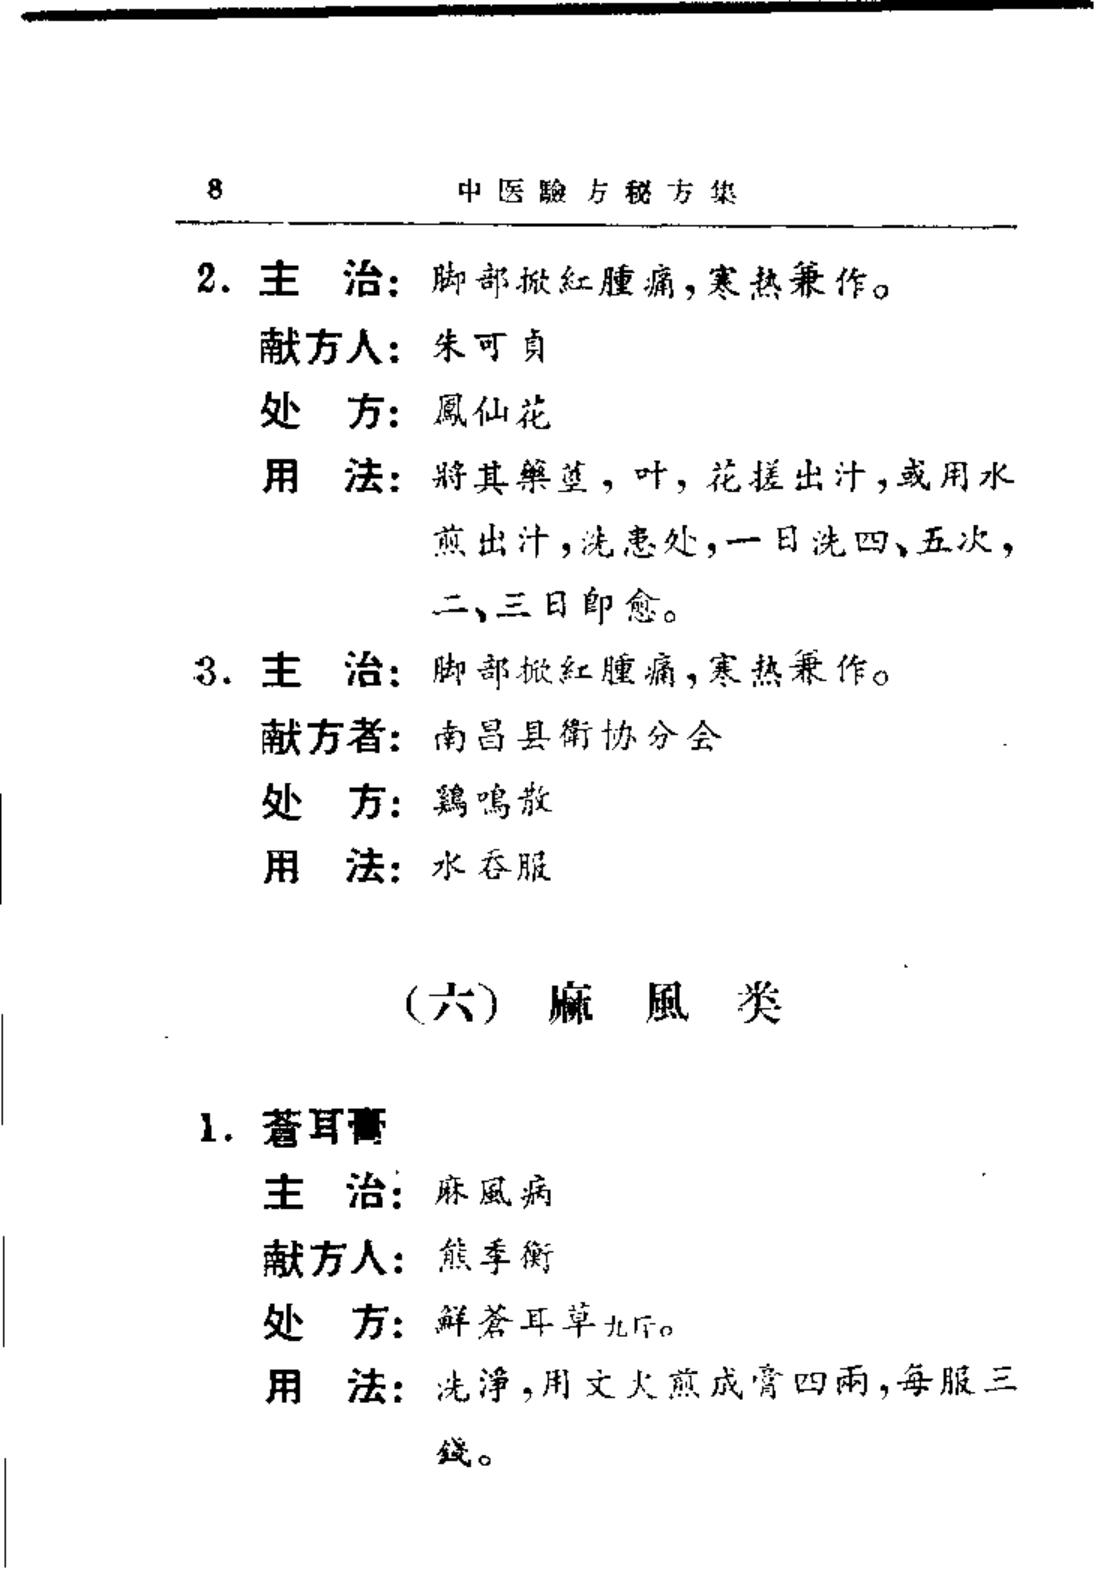 8 中医驗方秘方集
2. 主 治: 脚部掀紅腫痛,寒热兼作。
献方人: 朱可貞
处 方: 鳳仙花
用 法: 將其藥莖,叶,花搓出汁,或用水
煎出汁,洗患处,一日洗四、五次,
二、三日卽愈。
3. 主 治: 脚部掀紅腫痛,寒热兼作。
献方者: 南昌县衛协分会
处 方: 鷄鳴散
用 法: 水吞服
(六) 麻風类
1. 蒼耳膏
主 治: 麻風病
献方人: 熊季衡
处 方: 鮮蒼耳草九斤。
用 法: 洗淨,用文火煎成膏四兩,每服三
錢。